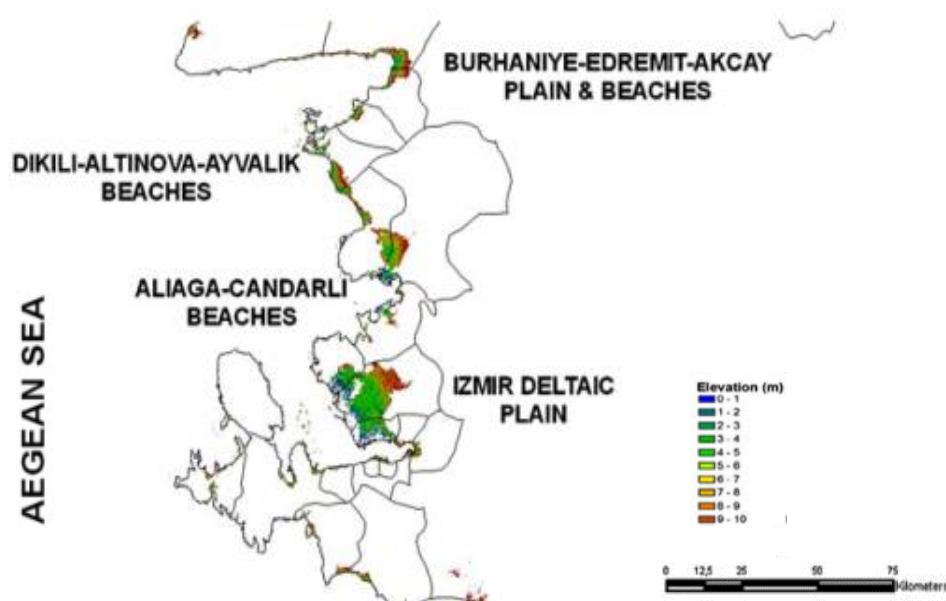 BURHANIYE-EDREMIT-AKCAY
PLAIN & BEACHES
DIKILI-ALTINOVA-AYVALIK
BEACHES
ALIAGA-CANDARLI
BEACHES
AEGEAN SEA
IZMIR DELTAIC
PLAIN
Elevation (m)
0 - 1
1 - 2
2 - 3
3 - 4
4 - 5
5 - 6
6 - 7
7 - 8
8 - 9
9 - 10
0 12,5 25 50 75
Kilometers